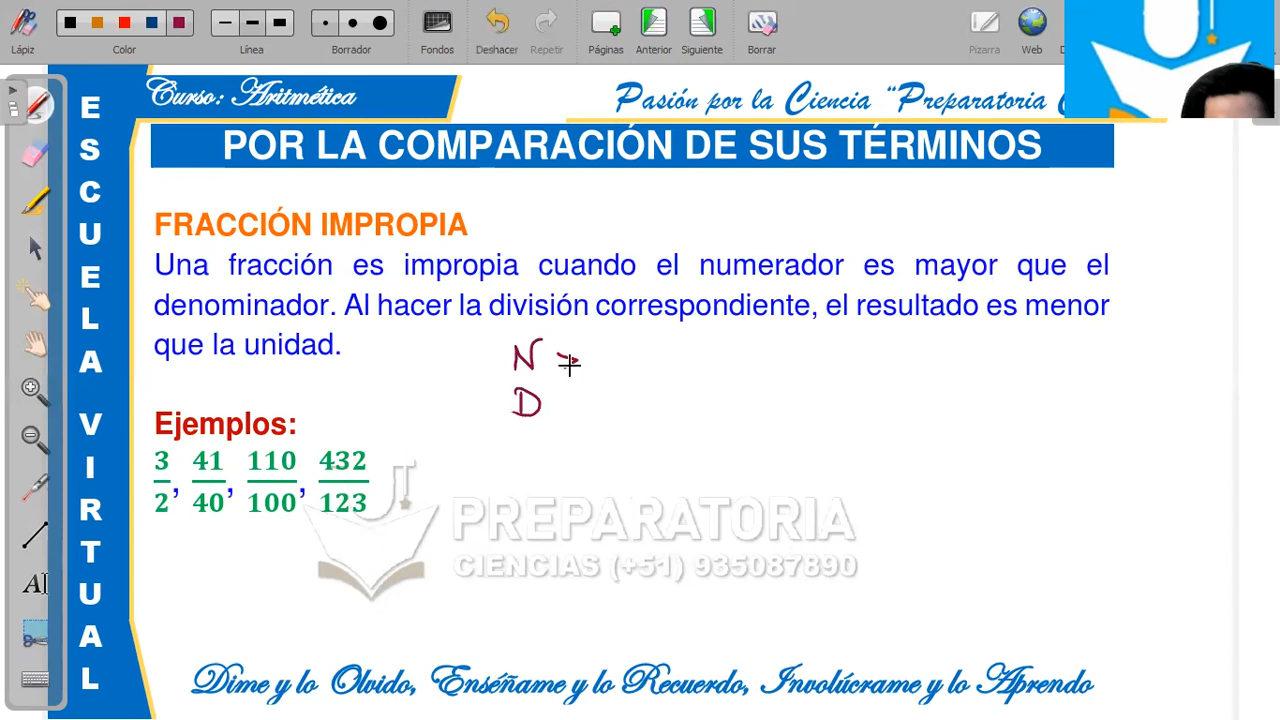 Lápiz Color Línea Borrador Fondos Deshacer Repetir Páginas Anterior Siguiente Borrar Pizarra Web
Curso: Aritmética
Pasión por la Ciencia “Preparatoria
ESCUELA VIRTUAL
POR LA COMPARACIÓN DE SUS TÉRMINOS
FRACCIÓN IMPROPIA
Una fracción es impropia cuando el numerador es mayor que el
denominador. Al hacer la división correspondiente, el resultado es menor
que la unidad.
N >
D
Ejemplos:
3/2, 41/40, 110/100, 432/123
PREPARATORIA
CIENCIAS (+51) 935087890
Dime y lo Olvido, Enséñame y lo Recuerdo, Involúcrame y lo Aprendo